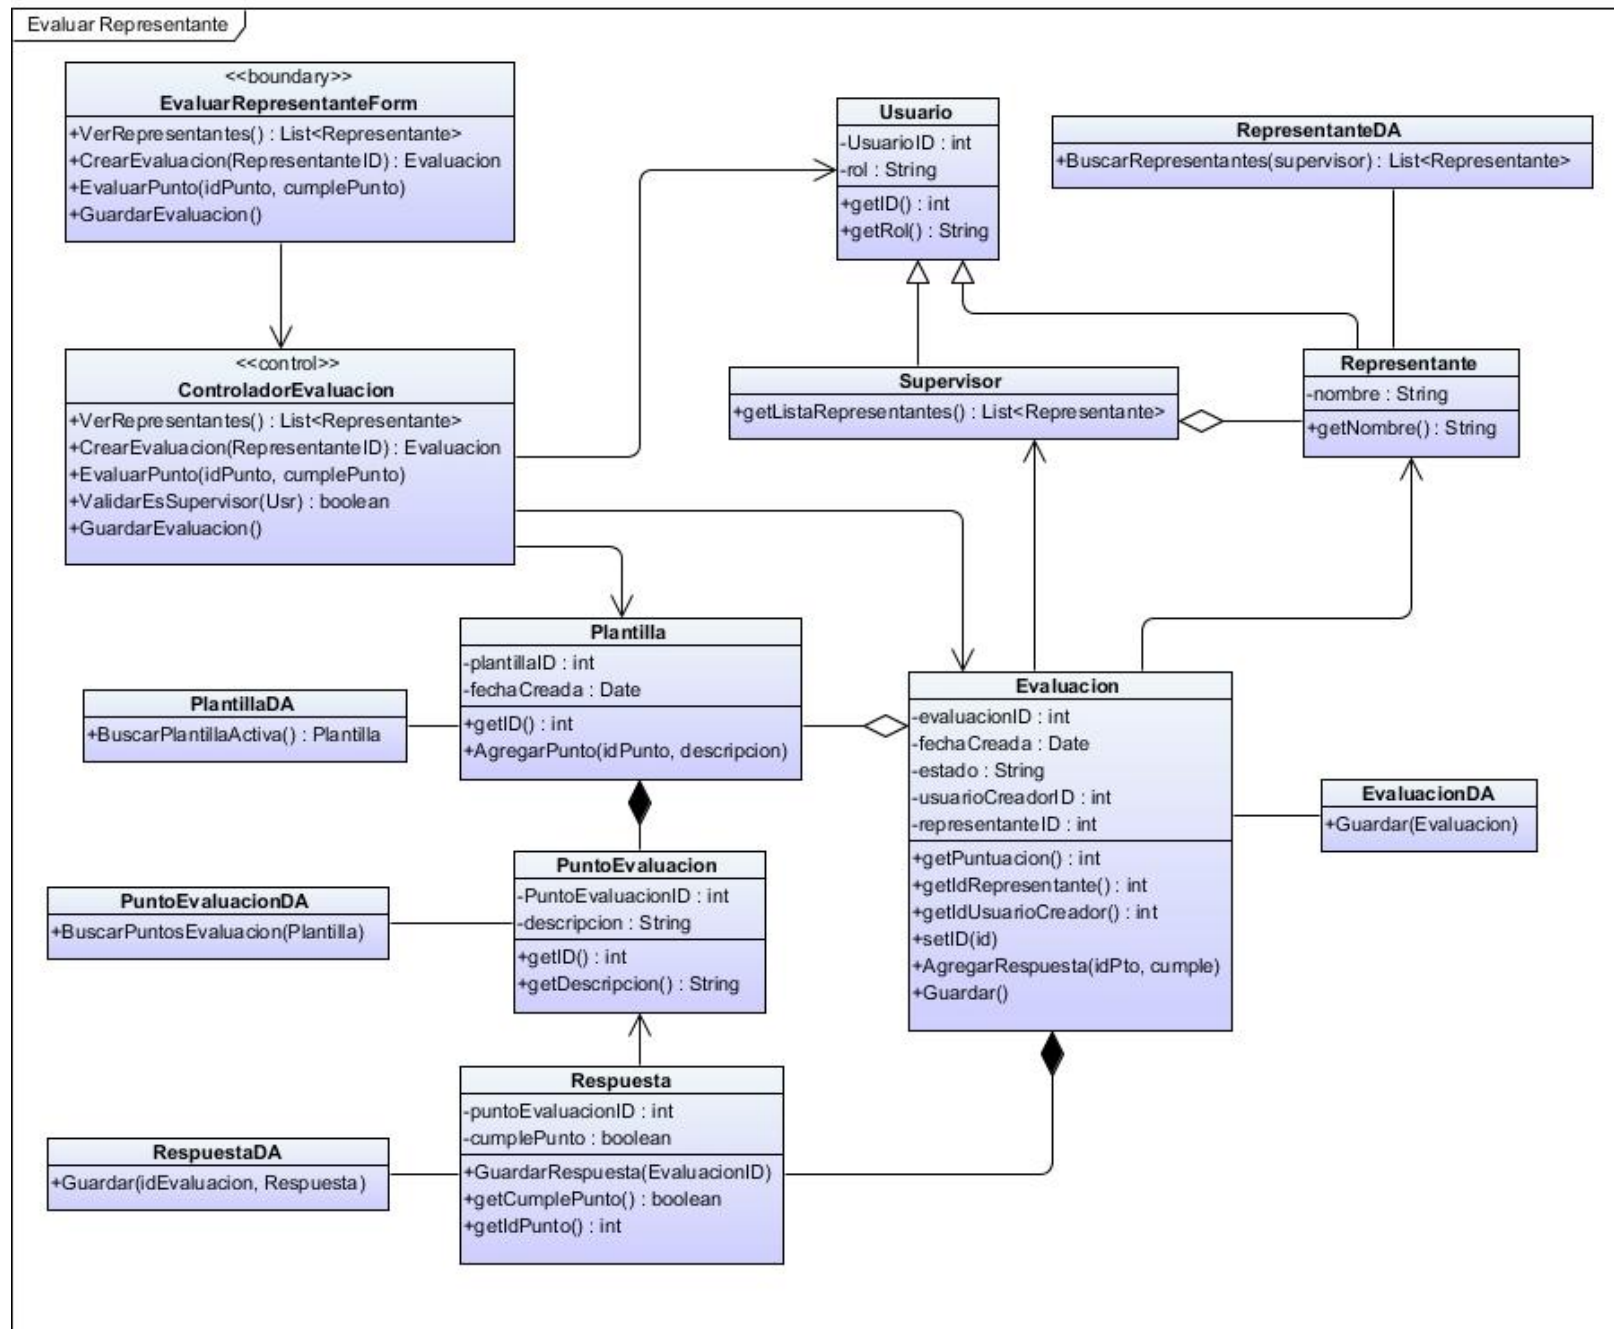 Evaluar Representante
<<boundary>>
EvaluarRepresentanteForm
+VerRepresentantes() : List<Representante>
+CrearEvaluacion(RepresentanteID) : Evaluacion
+EvaluarPunto(idPunto, cumplePunto)
+GuardarEvaluacion()
Usuario
-UsuarioID : int
-rol : String
+getID() : int
+getRol() : String
RepresentanteDA
+BuscarRepresentantes(supervisor) : List<Representante>
<<control>>
ControladorEvaluacion
+VerRepresentantes() : List<Representante>
+CrearEvaluacion(RepresentanteID) : Evaluacion
+EvaluarPunto(idPunto, cumplePunto)
+ValidarEsSupervisor(Usr) : boolean
+GuardarEvaluacion()
Supervisor
+getListaRepresentantes() : List<Representante>
Representante
-nombre : String
+getNombre() : String
Plantilla
-plantillaID : int
-fechaCreada : Date
+getID() : int
+AgregarPunto(idPunto, descripcion)
PlantillaDA
+BuscarPlantillaActiva() : Plantilla
Evaluacion
-evaluacionID : int
-fechaCreada : Date
-estado : String
-usuarioCreadorID : int
-representanteID : int
+getPuntuacion() : int
+getIdRepresentante() : int
+getIdUsuarioCreador() : int
+setID(id)
+AgregarRespuesta(idPto, cumple)
+Guardar()
EvaluacionDA
+Guardar(Evaluacion)
PuntoEvaluacion
-PuntoEvaluacionID : int
-descripcion : String
+getID() : int
+getDescripcion() : String
PuntoEvaluacionDA
+BuscarPuntosEvaluacion(Plantilla)
Respuesta
-puntoEvaluacionID : int
-cumplePunto : boolean
+GuardarRespuesta(EvaluacionID)
+getCumplePunto() : boolean
+getIdPunto() : int
RespuestaDA
+Guardar(idEvaluacion, Respuesta)